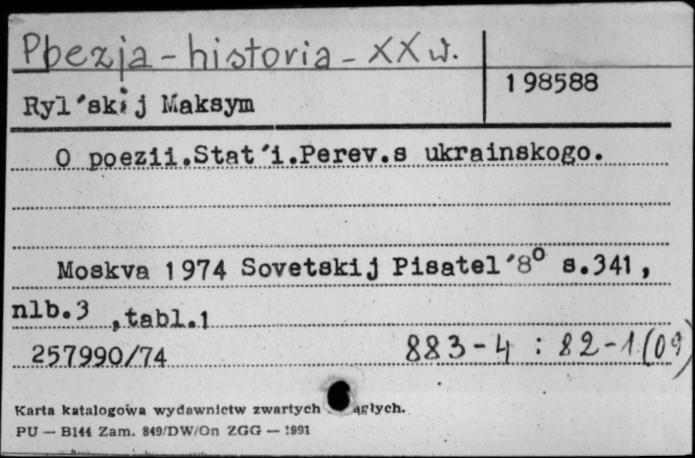 Poezja - historia - XX w.
198588
Ryl'skij Maksym
O poezii.Stat'i.Perev.s ukrainskogo.
Moskva 1974 Sovetskij Pisatel'8° s.341,
nlb.3 ,tabl.1
257990/74 883-4 : 82-1(09)
Karta katalogowa wydawnictw zwartych ągłych.
PU — B144 Zam. 849/DW/On ZGG — 1991